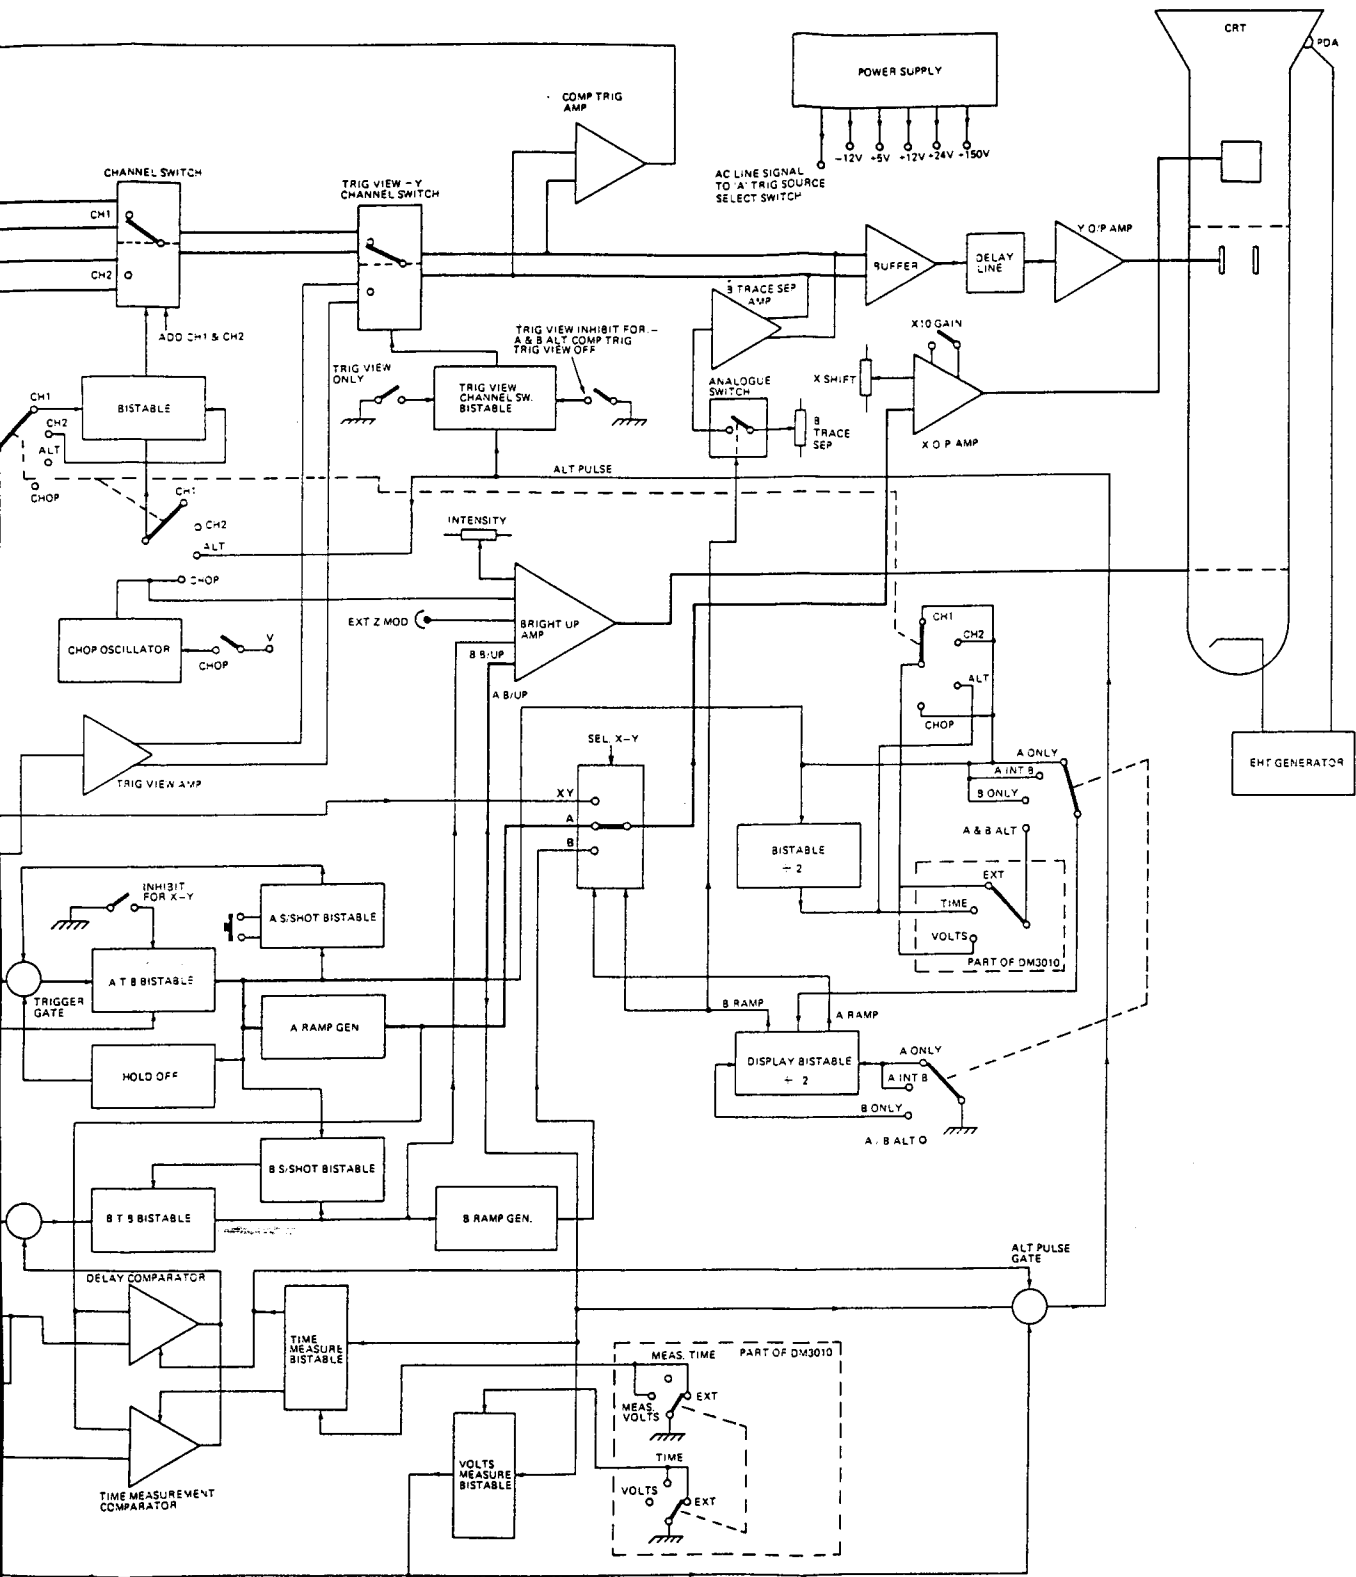 CRT
PDA
POWER SUPPLY
COMP TRIG
AMP
-12V +5V +12V +24V +150V
AC LINE SIGNAL
TO 'A' TRIG SOURCE
SELECT SWITCH
CHANNEL SWITCH
TRIG VIEW - Y
CHANNEL SWITCH
CH1
CH2
ADD CH1 & CH2
Y O/P AMP
BUFFER
DELAY
LINE
B TRACE SEP
AMP
X10 GAIN
TRIG VIEW INHIBIT FOR.-
A & B ALT COMP TRIG
TRIG VIEW OFF
TRIG VIEW
ONLY
TRIG VIEW
CHANNEL SW.
BISTABLE
ANALOGUE
SWITCH
X SHIFT
B
TRACE
SEP
X O P AMP
BISTABLE
CH1
CH2
ALT
CHOP
ALT PULSE
CH1
CH2
ALT
CHOP
INTENSITY
EXT Z MOD
BRIGHT UP
AMP
B B/UP
A B/UP
CHOP OSCILLATOR
CHOP
V
CH1
CH2
ALT
CHOP
TRIG VIEW AMP
SEL. X-Y
EHT GENERATOR
A ONLY
A INT B
B ONLY
A & B ALT
XY
A
B
BISTABLE
÷ 2
EXT
TIME
VOLTS
PART OF DM3010
INHIBIT
FOR X-Y
A S/SHOT BISTABLE
A T B BISTABLE
TRIGGER
GATE
A RAMP GEN
HOLD OFF
B RAMP
A RAMP
DISPLAY BISTABLE
÷ 2
A ONLY
A INT B
B ONLY
A / B ALT
B S/SHOT BISTABLE
B T B BISTABLE
B RAMP GEN.
ALT PULSE
GATE
DELAY COMPARATOR
TIME
MEASURE
BISTABLE
MEAS. TIME
PART OF DM3010
EXT
MEAS.
VOLTS
VOLTS
MEASURE
BISTABLE
TIME
VOLTS
EXT
TIME MEASUREMENT
COMPARATOR